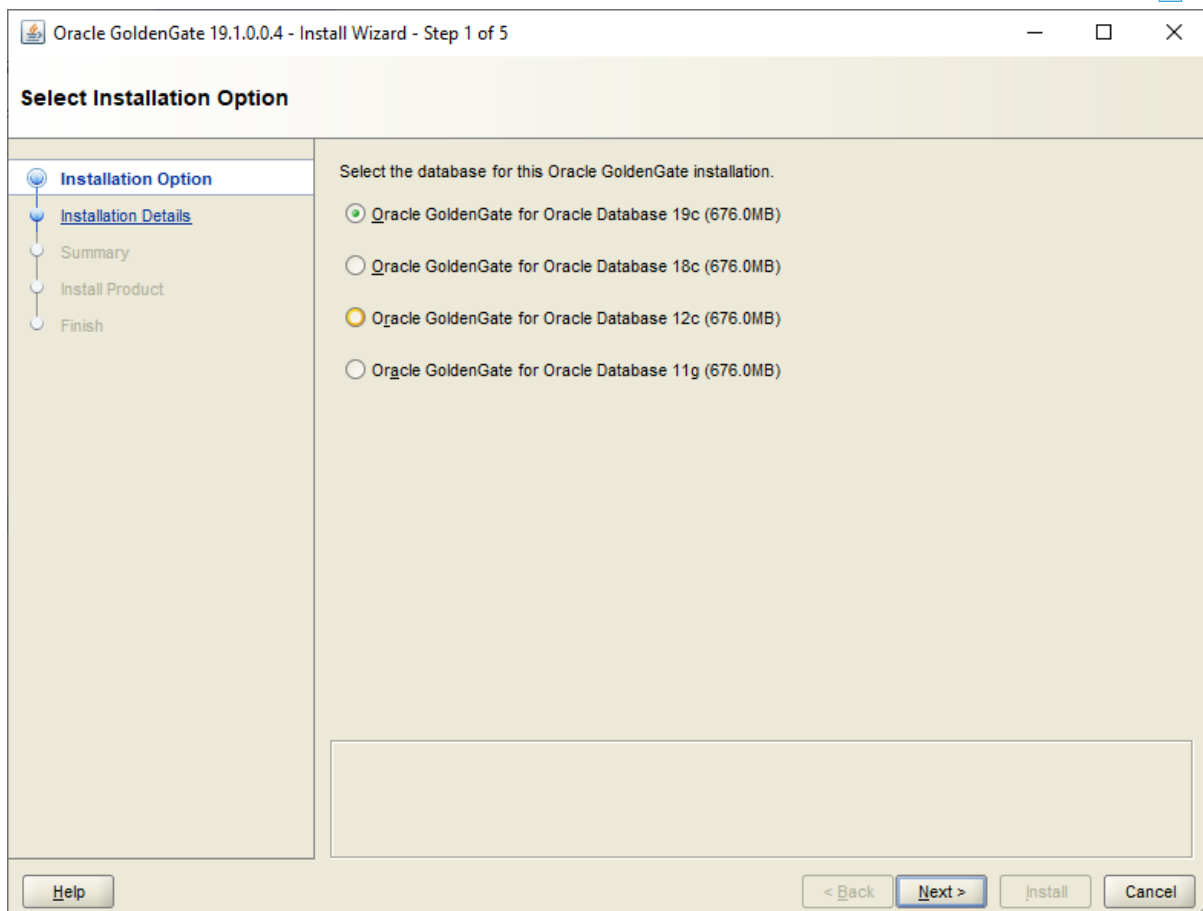 Oracle GoldenGate 19.1.0.0.4 - Install Wizard - Step 1 of 5
Select Installation Option
Installation Option
Installation Details
Summary
Install Product
Finish
Select the database for this Oracle GoldenGate installation.
Oracle GoldenGate for Oracle Database 19c (676.0MB)
Oracle GoldenGate for Oracle Database 18c (676.0MB)
Oracle GoldenGate for Oracle Database 12c (676.0MB)
Oracle GoldenGate for Oracle Database 11g (676.0MB)
Help
< Back
Next >
Install
Cancel